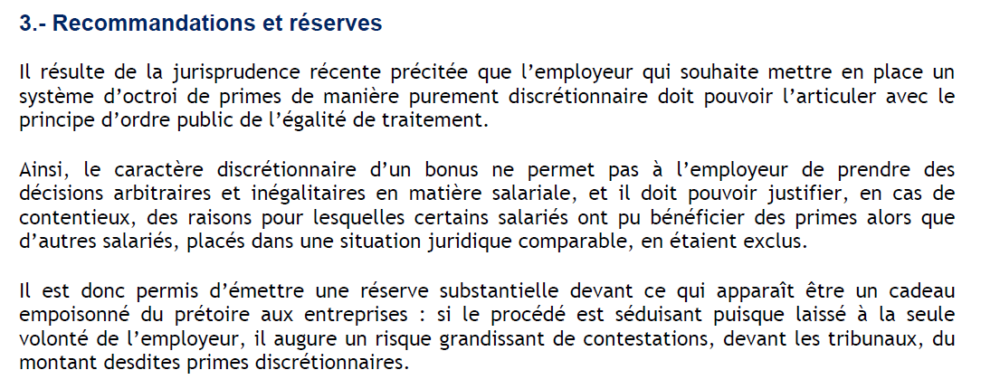 3.- Recommandations et réserves
Il résulte de la jurisprudence récente précitée que l’employeur qui souhaite mettre en place un
système d’octroi de primes de manière purement discrétionnaire doit pouvoir l’articuler avec le
principe d’ordre public de l’égalité de traitement.
Ainsi, le caractère discrétionnaire d’un bonus ne permet pas à l’employeur de prendre des
décisions arbitraires et inégalitaires en matière salariale, et il doit pouvoir justifier, en cas de
contentieux, des raisons pour lesquelles certains salariés ont pu bénéficier des primes alors que
d’autres salariés, placés dans une situation juridique comparable, en étaient exclus.
Il est donc permis d’émettre une réserve substantielle devant ce qui apparaît être un cadeau
empoisonné du prétoire aux entreprises : si le procédé est séduisant puisque laissé à la seule
volonté de l’employeur, il augure un risque grandissant de contestations, devant les tribunaux, du
montant desdites primes discrétionnaires.